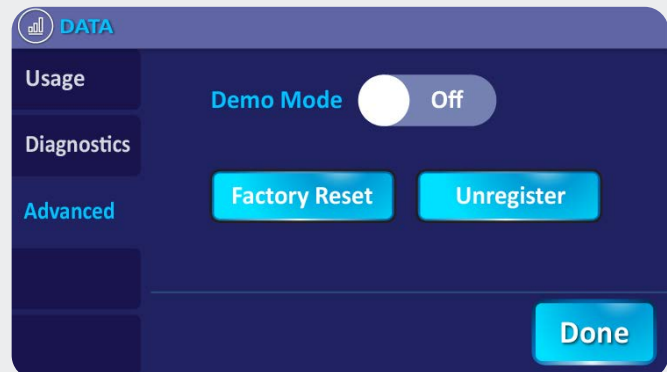 DATA
Usage
Diagnostics
Advanced
Demo Mode Off
Factory Reset Unregister
Done